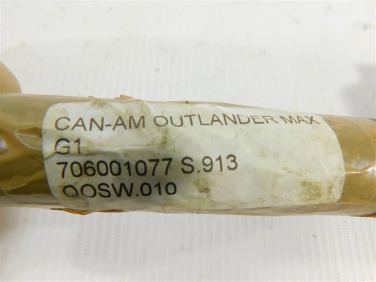 CAN-AM OUTLANDER MAX
G1
706001077 S.913
OOSW.010